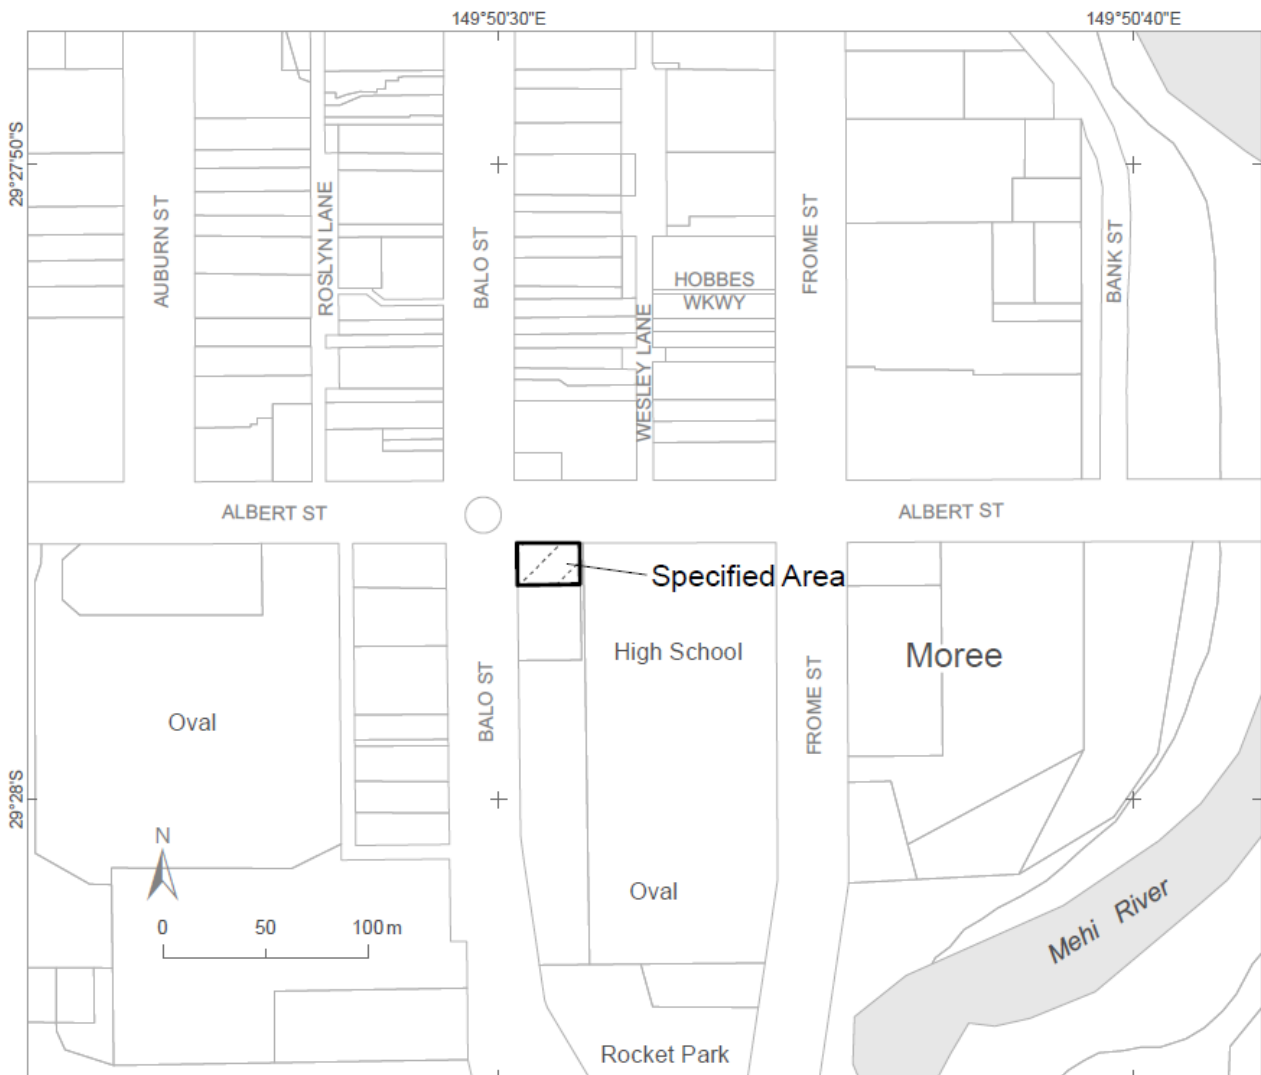 149°50'30"E
149°50'40"E
29°27'50"S
AUBURN ST
ROSLYN LANE
BALO ST
FROME ST
BANK ST
HOBBES
WKWY
WESLEY LANE
ALBERT ST
ALBERT ST
Specified Area
High School
Moree
BALO ST
FROME ST
Oval
29°28'S
N
0
50
100m
Oval
Mehi River
Rocket Park